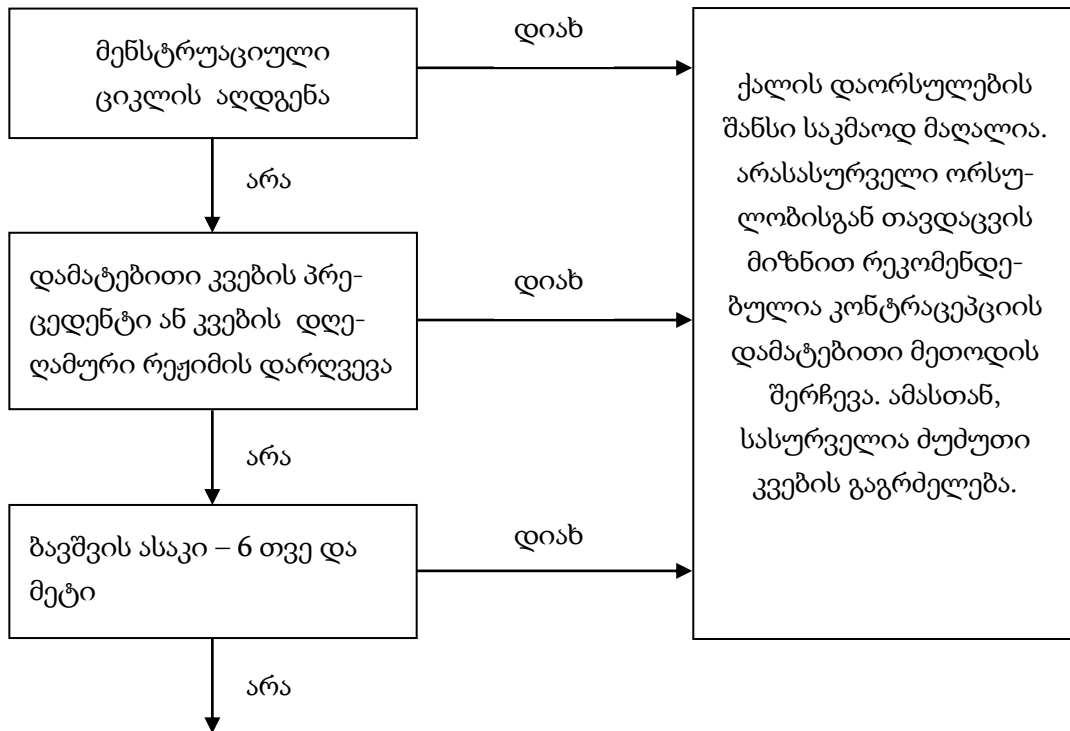 მენსტრუაციული
ციკლის აღდგენა
დიახ
არა
დამატებითი კვების პრე-
ცედენტი ან კვების დღე-
ღამური რეჟიმის დარღვევა
დიახ
არა
ბავშვის ასაკი – 6 თვე და
მეტი
დიახ
არა
ქალის დაორსულების
შანსი საკმაოდ მაღალია.
არასასურველი ორსუ-
ლობისგან თავდაცვის
მიზნით რეკომენდე-
ბულია კონტრაცეპციის
დამატებითი მეთოდის
შერჩევა. ამასთან,
სასურველია ძუძუთი
კვების გაგრძელება.